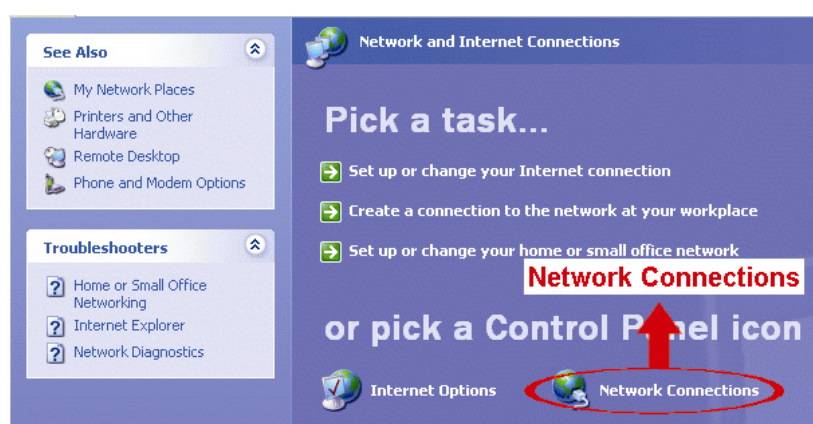 See Also
My Network Places
Printers and Other
Hardware
Remote Desktop
Phone and Modem Options
Troubleshooters
Home or Small Office
Networking
Internet Explorer
Network Diagnostics
Network and Internet Connections
Pick a task...
Set up or change your Internet connection
Create a connection to the network at your workplace
Set up or change your home or small office network
Network Connections
or pick a Control Panel icon
Internet Options
Network Connections